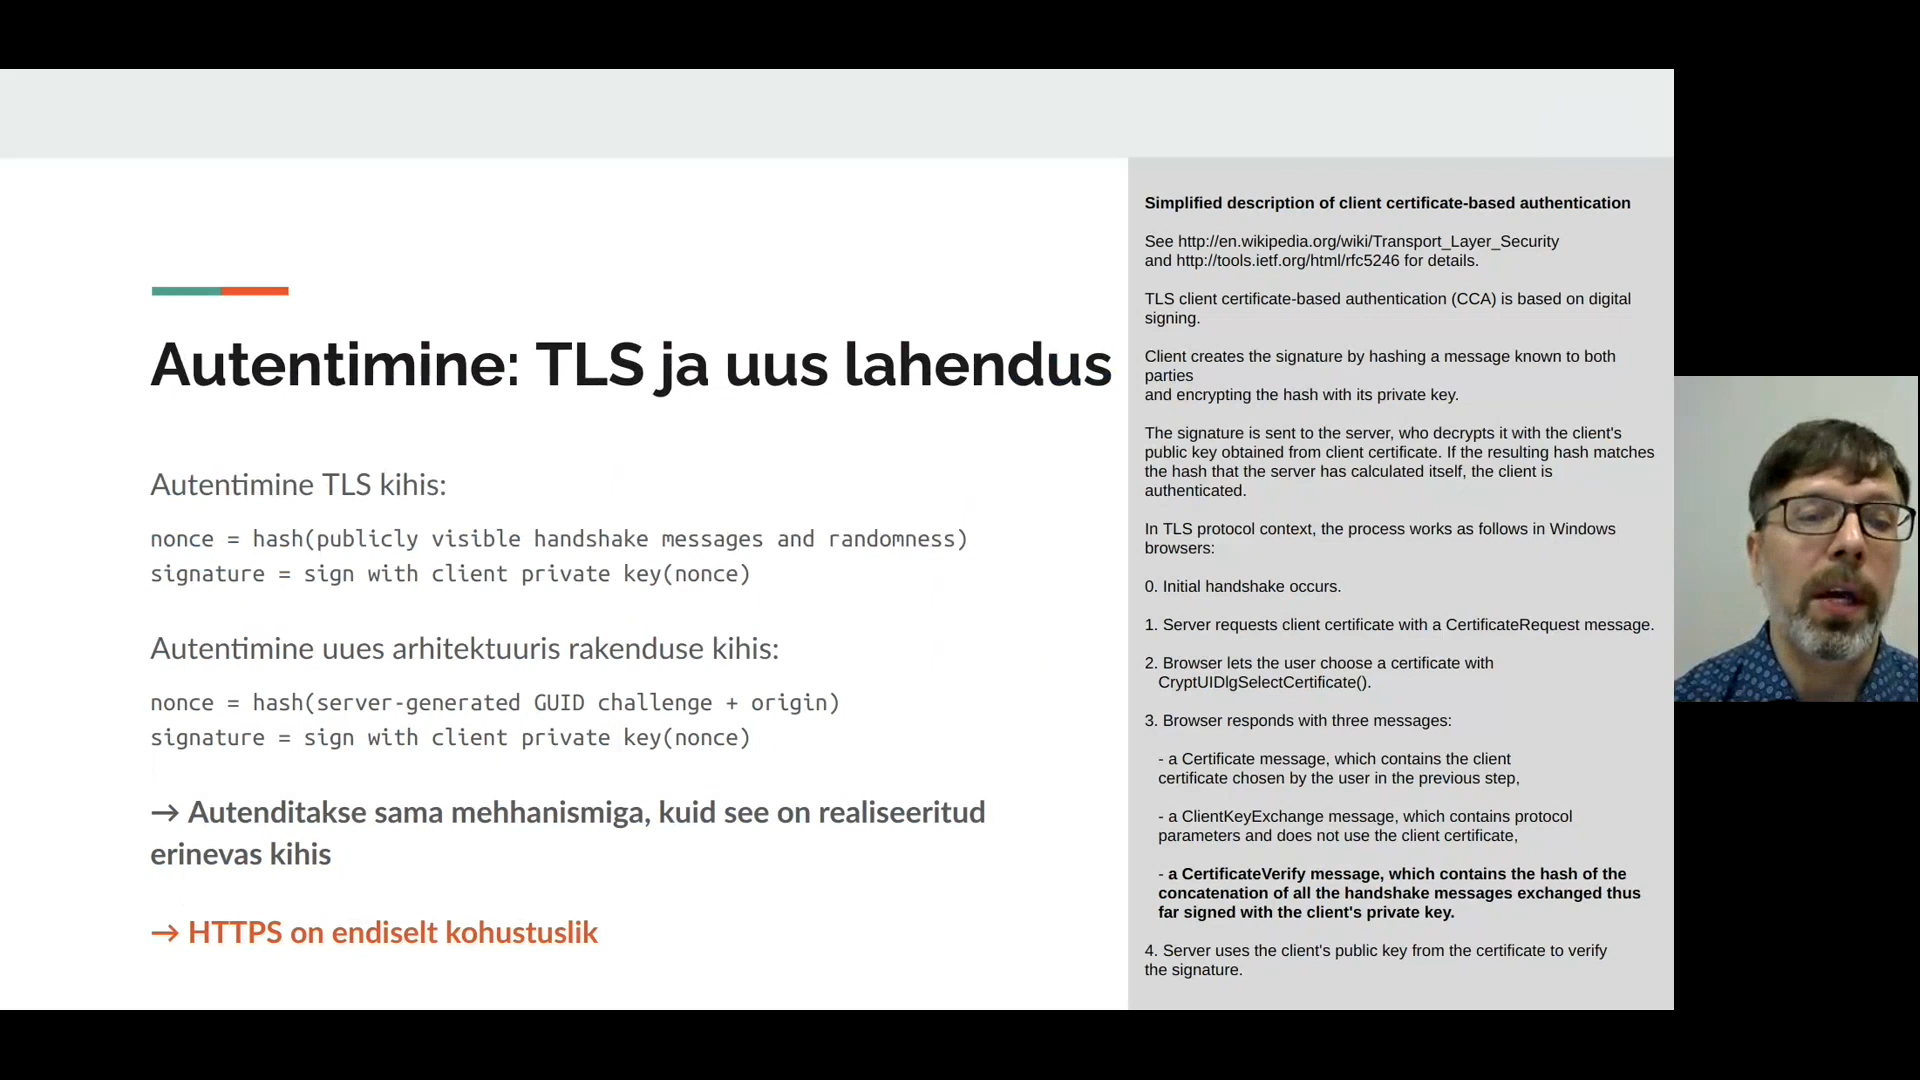 Autentimine: TLS ja uus lahendus
Autentimine TLS kihis:
nonce = hash(publicly visible handshake messages and randomness)
signature = sign with client private key(nonce)
Autentimine uues arhitektuuris rakenduse kihis:
nonce = hash(server-generated GUID challenge + origin)
signature = sign with client private key(nonce)
→ Autenditakse sama mehhanismiga, kuid see on realiseeritud
erinevas kihis
→ HTTPS on endiselt kohustuslik
Simplified description of client certificate-based authentication
See http://en.wikipedia.org/wiki/Transport_Layer_Security
and http://tools.ietf.org/html/rfc5246 for details.
TLS client certificate-based authentication (CCA) is based on digital
signing.
Client creates the signature by hashing a message known to both
parties
and encrypting the hash with its private key.
The signature is sent to the server, who decrypts it with the client's
public key obtained from client certificate. If the resulting hash matches
the hash that the server has calculated itself, the client is
authenticated.
In TLS protocol context, the process works as follows in Windows
browsers:
0. Initial handshake occurs.
1. Server requests client certificate with a CertificateRequest message.
2. Browser lets the user choose a certificate with
CryptUIDlgSelectCertificate().
3. Browser responds with three messages:
- a Certificate message, which contains the client
certificate chosen by the user in the previous step,
- a ClientKeyExchange message, which contains protocol
parameters and does not use the client certificate,
- a CertificateVerify message, which contains the hash of the
concatenation of all the handshake messages exchanged thus
far signed with the client's private key.
4. Server uses the client's public key from the certificate to verify
the signature.